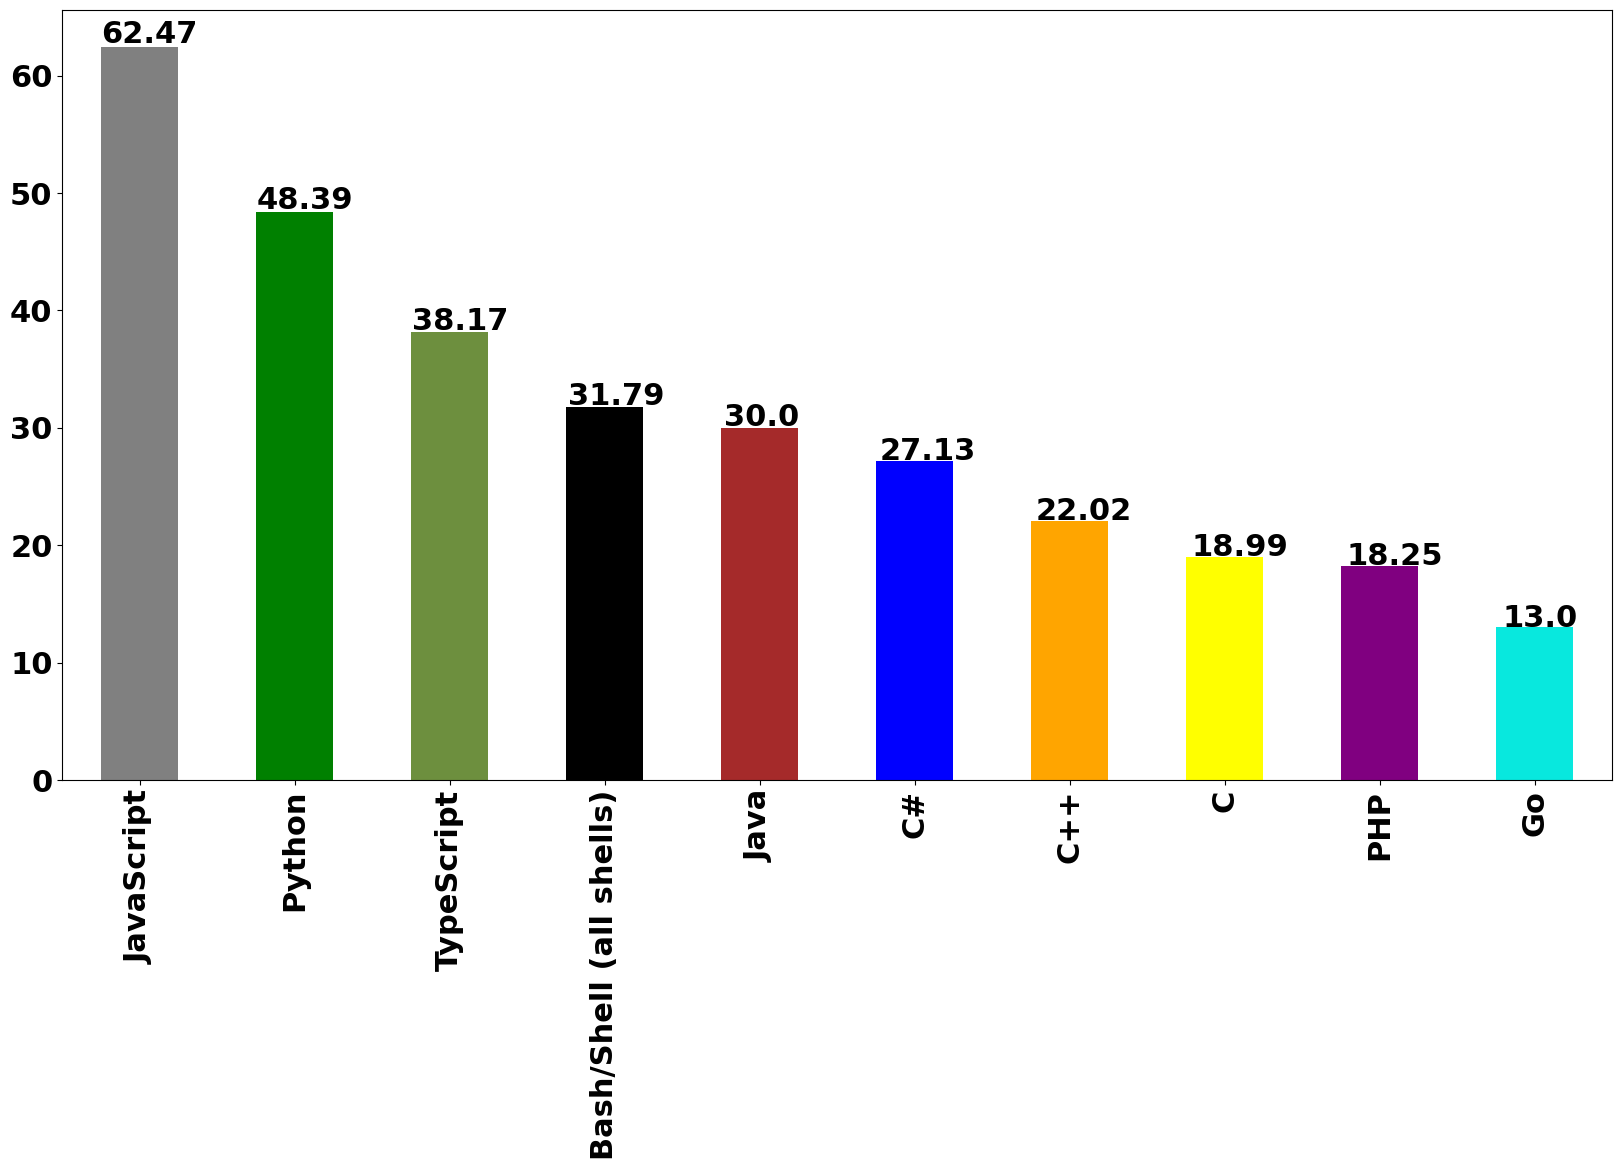 62.47
48.39
38.17
31.79
30.0
27.13
22.02
18.99
18.25
13.0
60
50
40
30
20
10
0
JavaScript
Python
TypeScript
Bash/Shell (all shells)
Java
C#
C++
C
PHP
Go